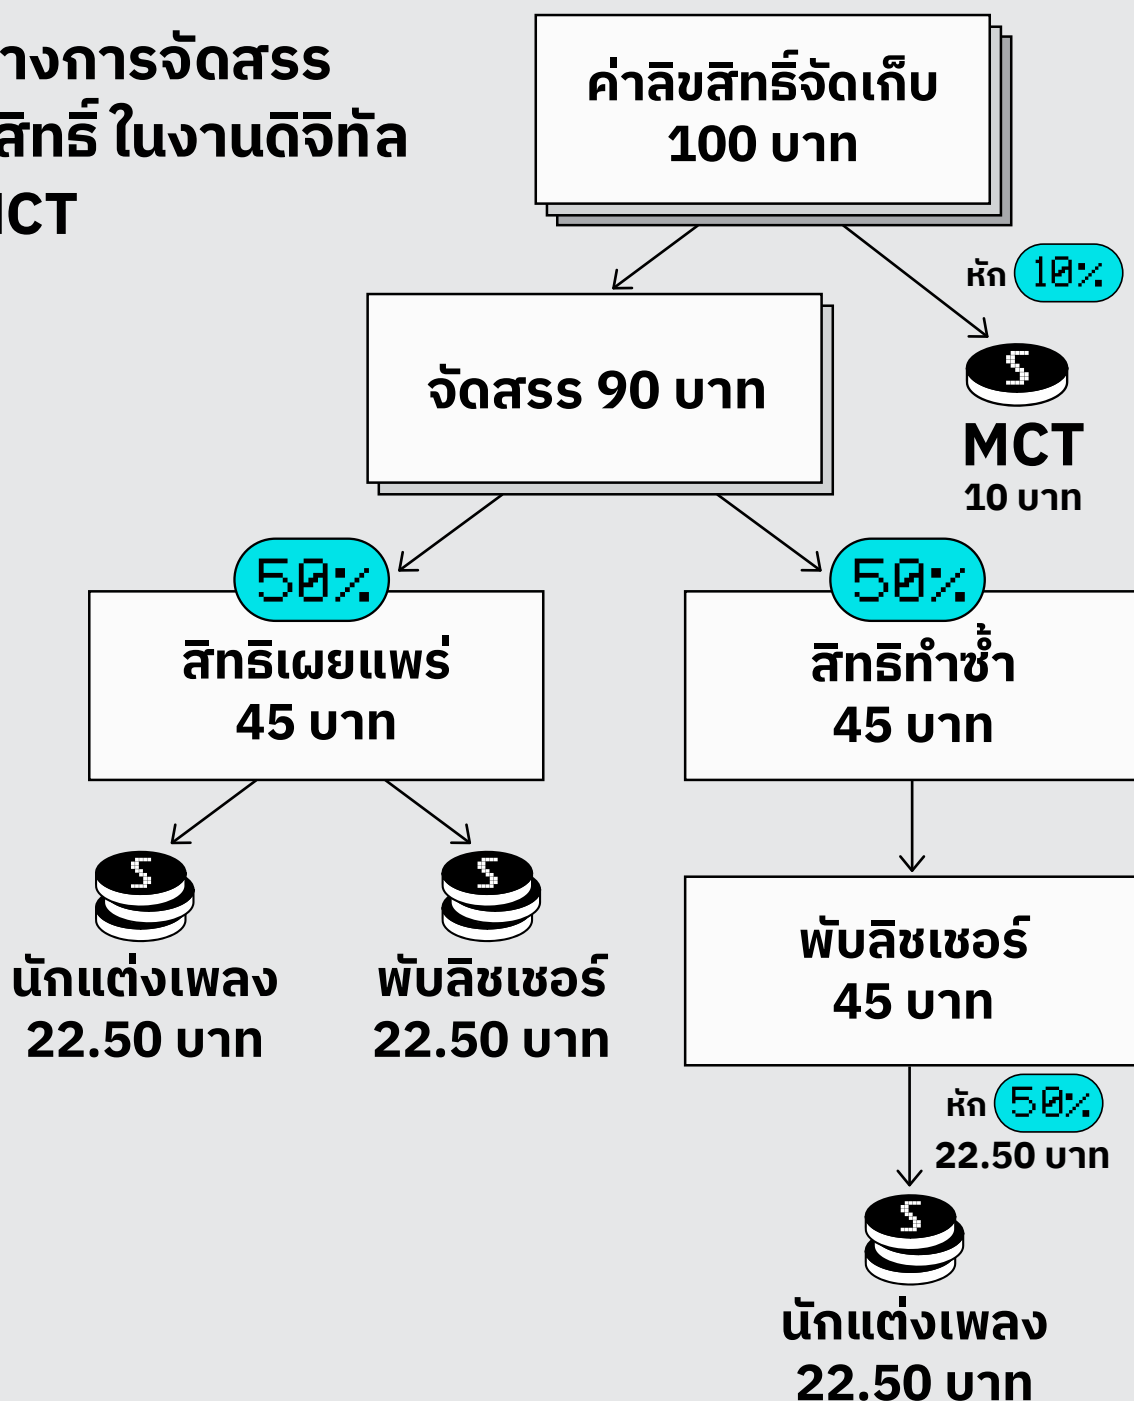 างการจัดสรร
สิทธิ์ ในงานดิจิทัล
CT
ค่าลิขสิทธิ์จัดเก็บ
100 บาท
หัก 10%
จัดสรร 90 บาท
MCT
10 บาท
50%
สิทธิเผยแพร่
45 บาท
50%
สิทธิทำซ้ำ
45 บาท
นักแต่งเพลง
22.50 บาท
พับลิชเชอร์
22.50 บาท
พับลิชเชอร์
45 บาท
หัก 50%
22.50 บาท
นักแต่งเพลง
22.50 บาท